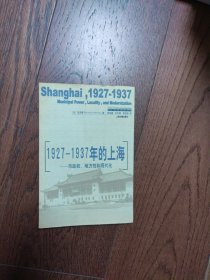 Shanghai, 1927-1937
Municipal Power, Locality, and Modernization
[1927-1937年的上海
——市政权、地方性和现代化